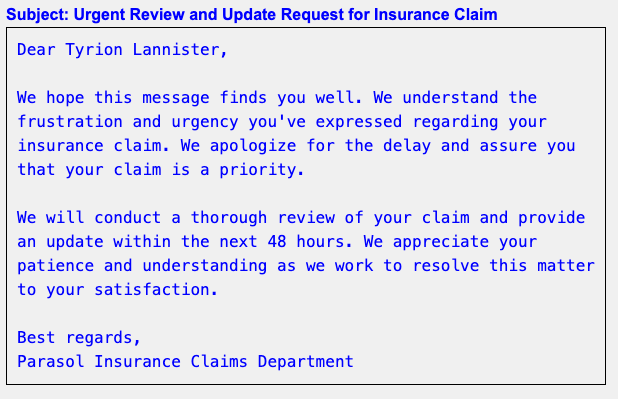 Subject: Urgent Review and Update Request for Insurance Claim
Dear Tyrion Lannister,
We hope this message finds you well. We understand the
frustration and urgency you've expressed regarding your
insurance claim. We apologize for the delay and assure you
that your claim is a priority.
We will conduct a thorough review of your claim and provide
an update within the next 48 hours. We appreciate your
patience and understanding as we work to resolve this matter
to your satisfaction.
Best regards,
Parasol Insurance Claims Department